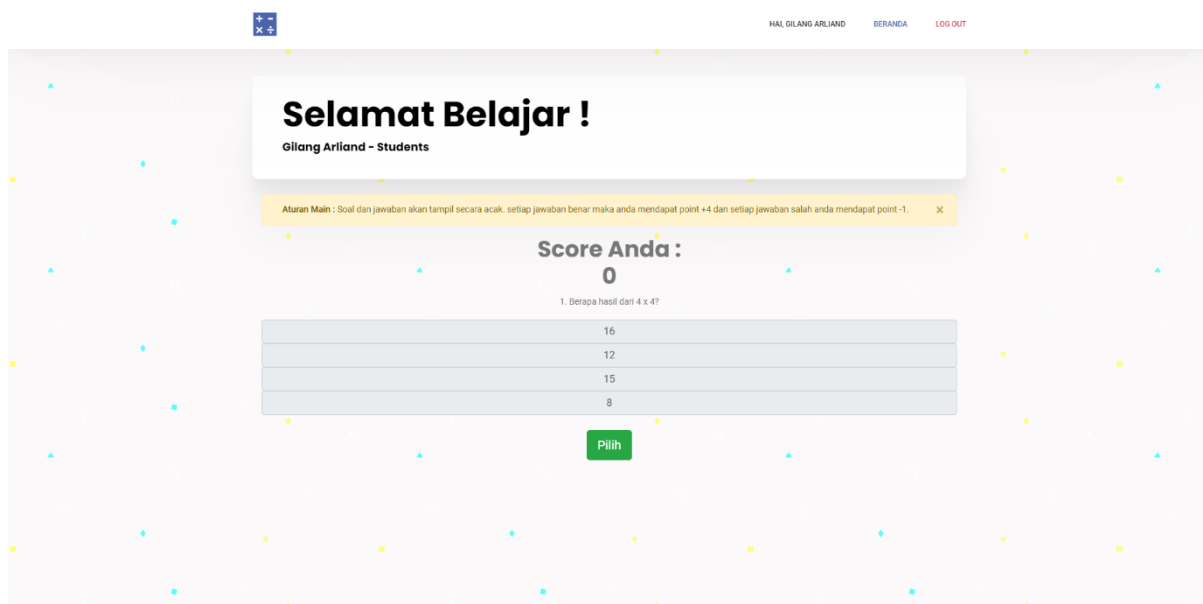 HAI, GILANG ARLIAND BERANDA LOG OUT
Selamat Belajar !
Gilang Arliand - Students
Aturan Main : Soal dan jawaban akan tampil secara acak. setiap jawaban benar maka anda mendapat point +4 dan setiap jawaban salah anda mendapat point -1. ×
Score Anda :
0
1. Berapa hasil dari 4 x 4?
16
12
15
8
Pilih